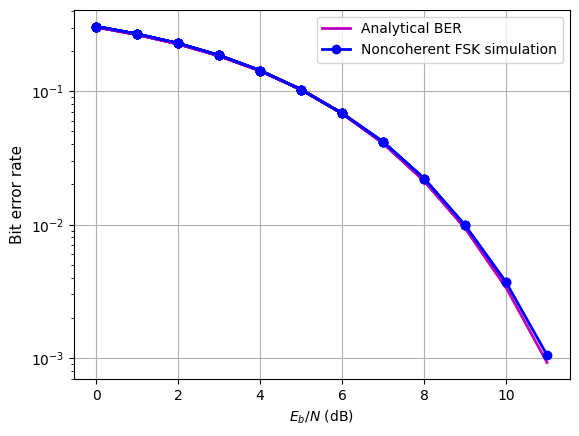 Analytical BER
Noncoherent FSK simulation
Bit error rate
10⁻¹
10⁻²
10⁻³
0 2 4 6 8 10
E_b/N (dB)